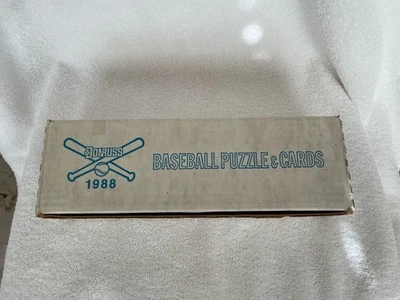 DONRUSS
1988
BASEBALL PUZZLE & CARDS